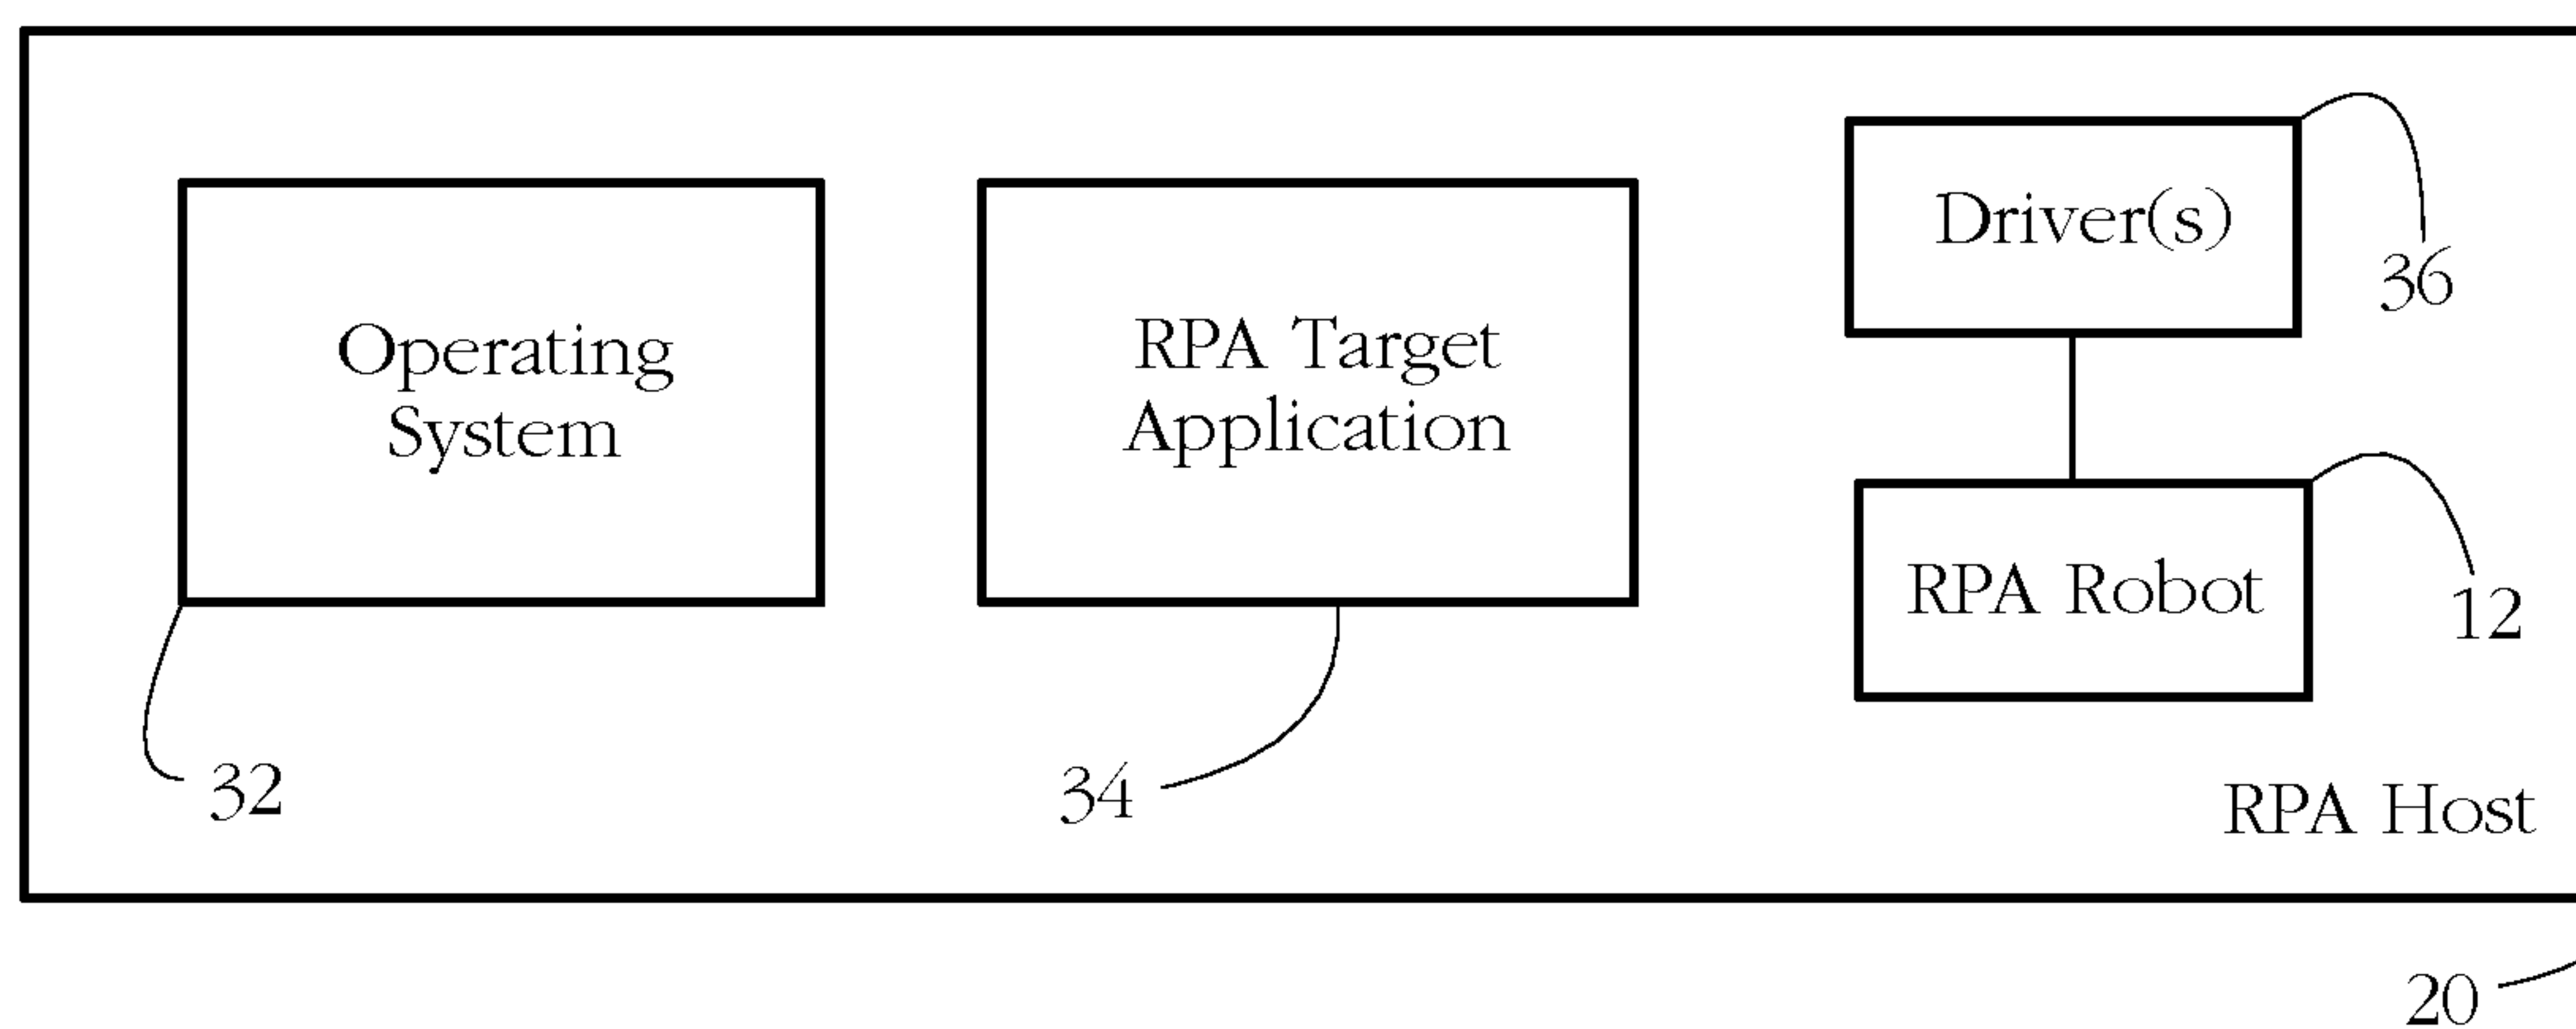 Operating
System
32
RPA Target
Application
34
Driver(s)
36
RPA Robot
12
RPA Host
20